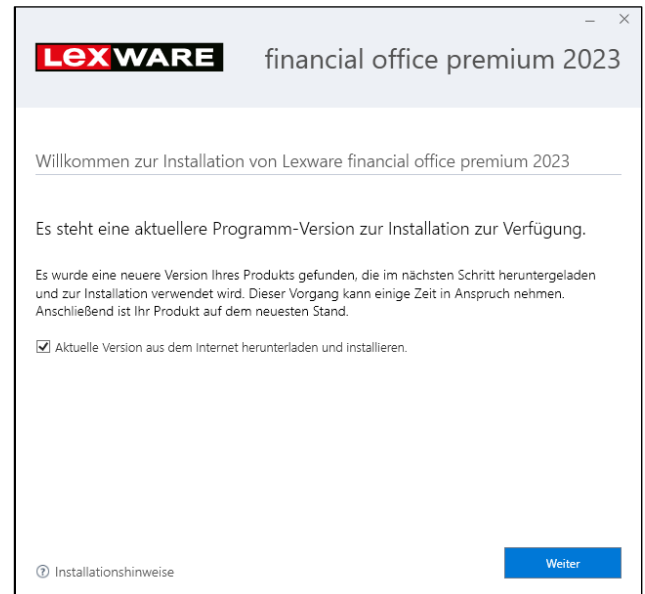 LEXWARE
financial office premium 2023
Willkommen zur Installation von Lexware financial office premium 2023
Es steht eine aktuellere Programm-Version zur Installation zur Verfügung.
Es wurde eine neuere Version Ihres Produkts gefunden, die im nächsten Schritt heruntergeladen
und zur Installation verwendet wird. Dieser Vorgang kann einige Zeit in Anspruch nehmen.
Anschließend ist Ihr Produkt auf dem neuesten Stand.
Aktuelle Version aus dem Internet herunterladen und installieren.
Installationshinweise
Weiter